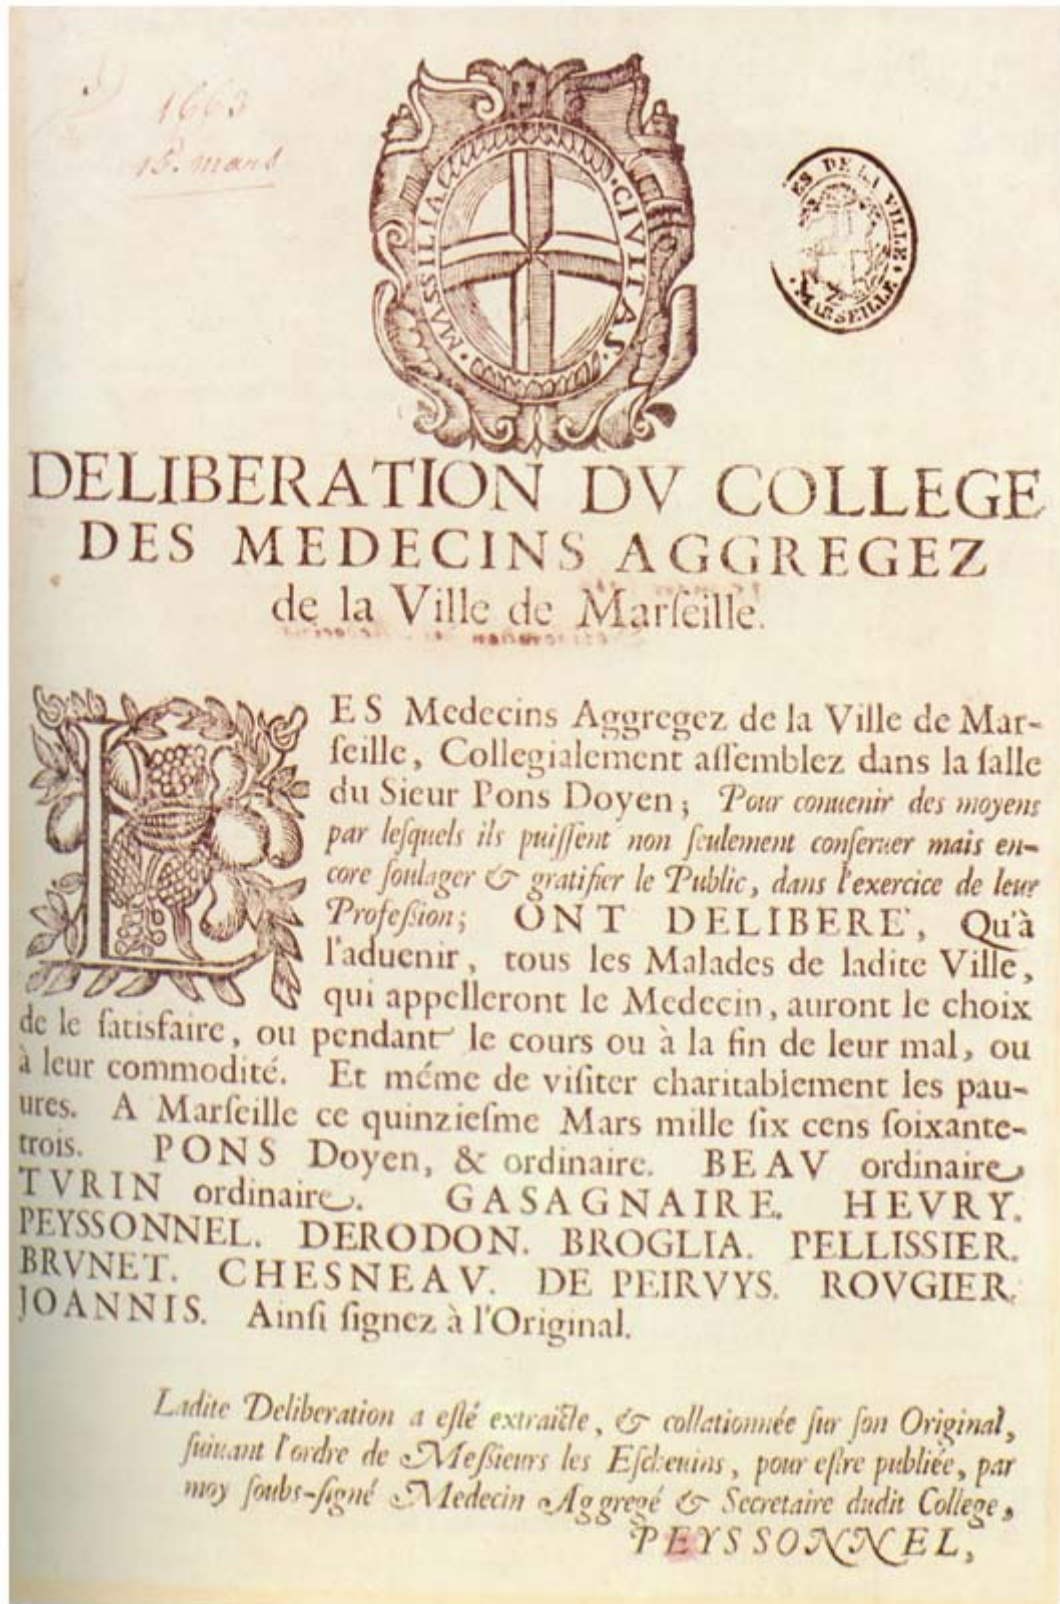 1663
15. mars
MASSILIA · CIVITAS ·
ES DE LA VILLE · MARSEILLE ·
DELIBERATION DV COLLEGE
DES MEDECINS AGGREGEZ
de la Ville de Marſeille.
LES Medecins Aggregez de la Ville de Mar-
ſeille, Collegialement aſſemblez dans la ſalle
du Sieur Pons Doyen; Pour conuenir des moyens
par leſquels ils puiſſent non ſeulement conſeruer mais en-
core ſoulager & gratifier le Public, dans l'exercice de leur
Profeſsion; ONT DELIBERE', Qu'à
l'aduenir, tous les Malades de ladite Ville,
qui appelleront le Medecin, auront le choix
de le ſatisfaire, ou pendant le cours ou à la fin de leur mal, ou
à leur commodité. Et méme de viſiter charitablement les pau-
ures. A Marſeille ce quinzieſme Mars mille ſix cens ſoixante-
trois. PONS Doyen, & ordinaire. BEAV ordinaire
TVRIN ordinaire. GASAGNAIRE. HEVRY.
PEYSSONNEL. DERODON. BROGLIA. PELLISSIER.
BRVNET. CHESNEAV. DE PEIRVYS. ROVGIER.
JOANNIS. Ainſi ſignez à l'Original.
Ladite Deliberation a eſté extraicte, & collationnée ſur ſon Original,
ſuiuant l'ordre de Meſsieurs les Eſcheuins, pour eſtre publiée, par
moy ſoubs-ſigné Medecin Aggregé & Secretaire dudit College,
PEYSSONNEL,